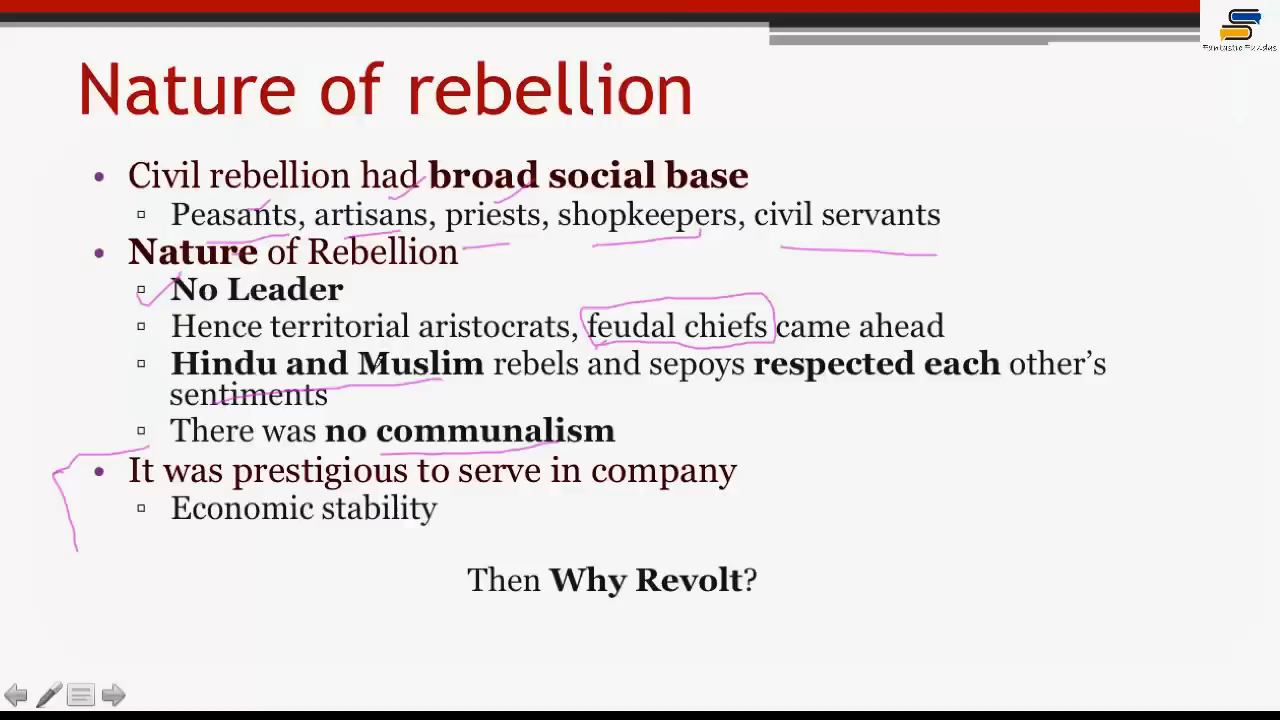 Nature of rebellion
• Civil rebellion had broad social base
▫ Peasants, artisans, priests, shopkeepers, civil servants
• Nature of Rebellion
▫ No Leader
▫ Hence territorial aristocrats, feudal chiefs came ahead
▫ Hindu and Muslim rebels and sepoys respected each other's
sentiments
▫ There was no communalism
• It was prestigious to serve in company
▫ Economic stability
Then Why Revolt?